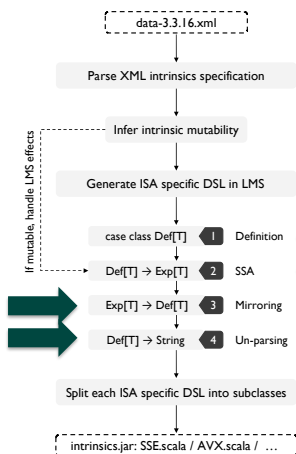 data-3.3.16.xml
Parse XML intrinsics specification
Infer intrinsic mutability
If mutable, handle LMS effects
Generate ISA specific DSL in LMS
case class Def[T] 1 Definition
Def[T] → Exp[T] 2 SSA
Exp[T] → Def[T] 3 Mirroring
Def[T] → String 4 Un-parsing
Split each ISA specific DSL into subclasses
intrinsics.jar: SSE.scala / AVX.scala / …